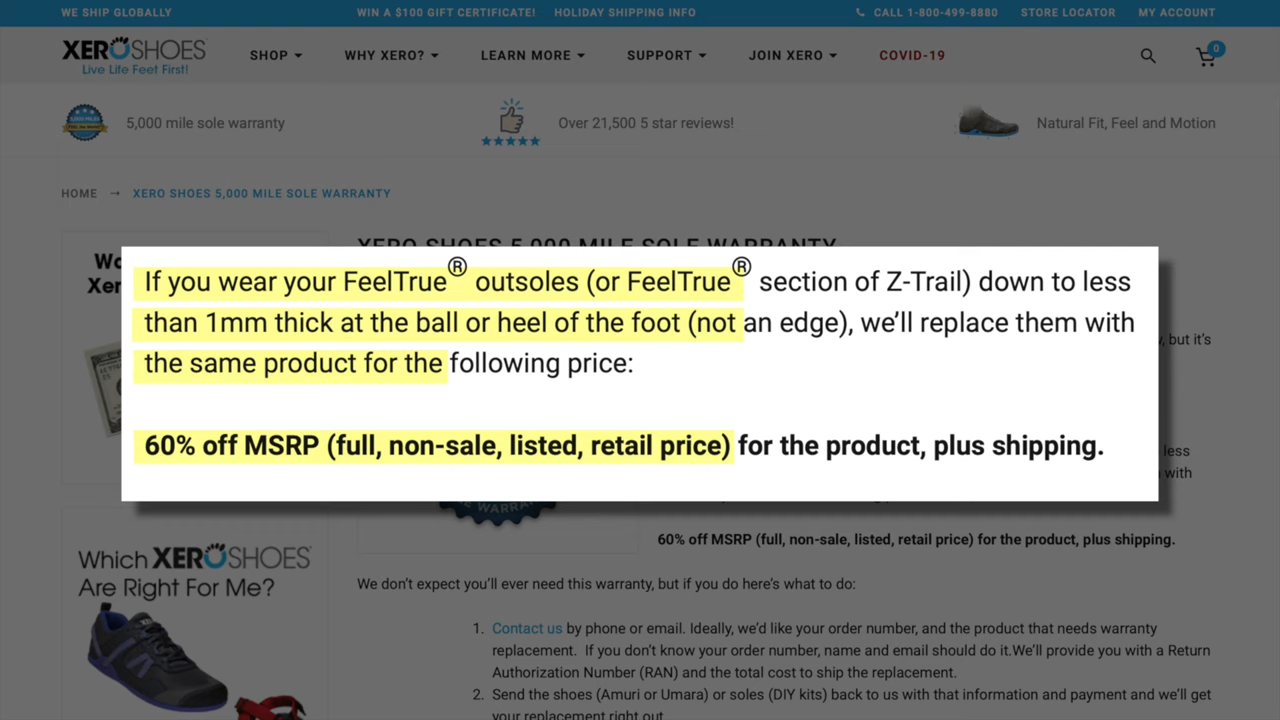 WE SHIP GLOBALLY WIN A $100 GIFT CERTIFICATE! HOLIDAY SHIPPING INFO CALL 1-800-499-8880 STORE LOCATOR MY ACCOUNT
XEROSHOES
Live Life Feet First!
SHOP WHY XERO? LEARN MORE SUPPORT JOIN XERO COVID-19 0
5,000 mile sole warranty Over 21,500 5 star reviews! Natural Fit, Feel and Motion
HOME → XERO SHOES 5,000 MILE SOLE WARRANTY
XERO SHOES 5,000 MILE SOLE WARRANTY
If you wear your FeelTrue® outsoles (or FeelTrue® section of Z-Trail) down to less
than 1mm thick at the ball or heel of the foot (not an edge), we’ll replace them with
the same product for the following price:
60% off MSRP (full, non-sale, listed, retail price) for the product, plus shipping.
, but it’s
less
with
60% off MSRP (full, non-sale, listed, retail price) for the product, plus shipping.
Which XEROSHOES
Are Right For Me?
We don’t expect you’ll ever need this warranty, but if you do here’s what to do:
1. Contact us by phone or email. Ideally, we’d like your order number, and the product that needs warranty
replacement. If you don’t know your order number, name and email should do it.We’ll provide you with a Return
Authorization Number (RAN) and the total cost to ship the replacement.
2. Send the shoes (Amuri or Umara) or soles (DIY kits) back to us with that information and payment and we’ll get
your replacement right out.